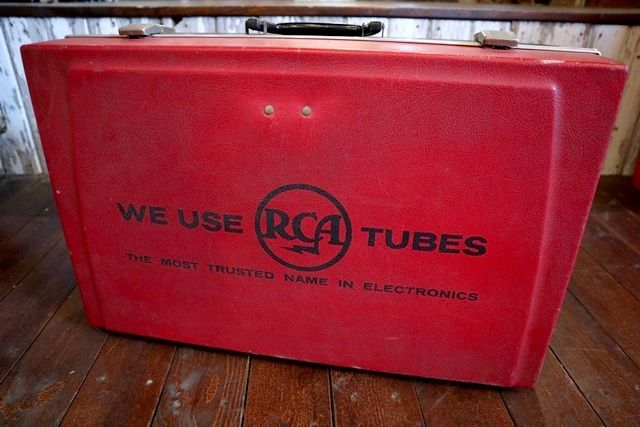 WE USE RCA TUBES
THE MOST TRUSTED NAME IN ELECTRONICS